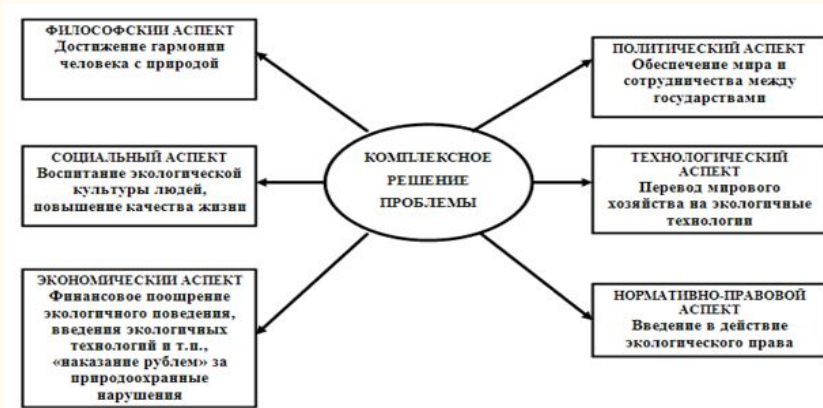 ФИЛОСОФСКИЙ АСПЕКТ
Достижение гармонии
человека с природой
СОЦИАЛЬНЫЙ АСПЕКТ
Воспитание экологической
культуры людей,
повышение качества жизни
ЭКОНОМИЧЕСКИЙ АСПЕКТ
Финансовое поощрение
экологичного поведения,
введения экологичных
технологий и т.п.,
«наказание рублем» за
природоохранные
нарушения
КОМПЛЕКСНОЕ
РЕШЕНИЕ
ПРОБЛЕМЫ
ПОЛИТИЧЕСКИЙ АСПЕКТ
Обеспечение мира и
сотрудничества между
государствами
ТЕХНОЛОГИЧЕСКИЙ
АСПЕКТ
Перевод мирового
хозяйства на экологичные
технологии
НОРМАТИВНО-ПРАВОВОЙ
АСПЕКТ
Введение в действие
экологического права